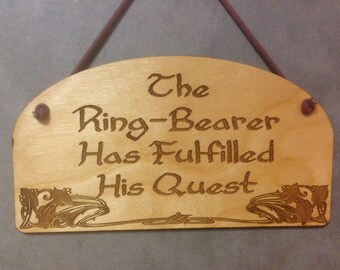 The
Ring-Bearer
Has Fulfilled
His Quest